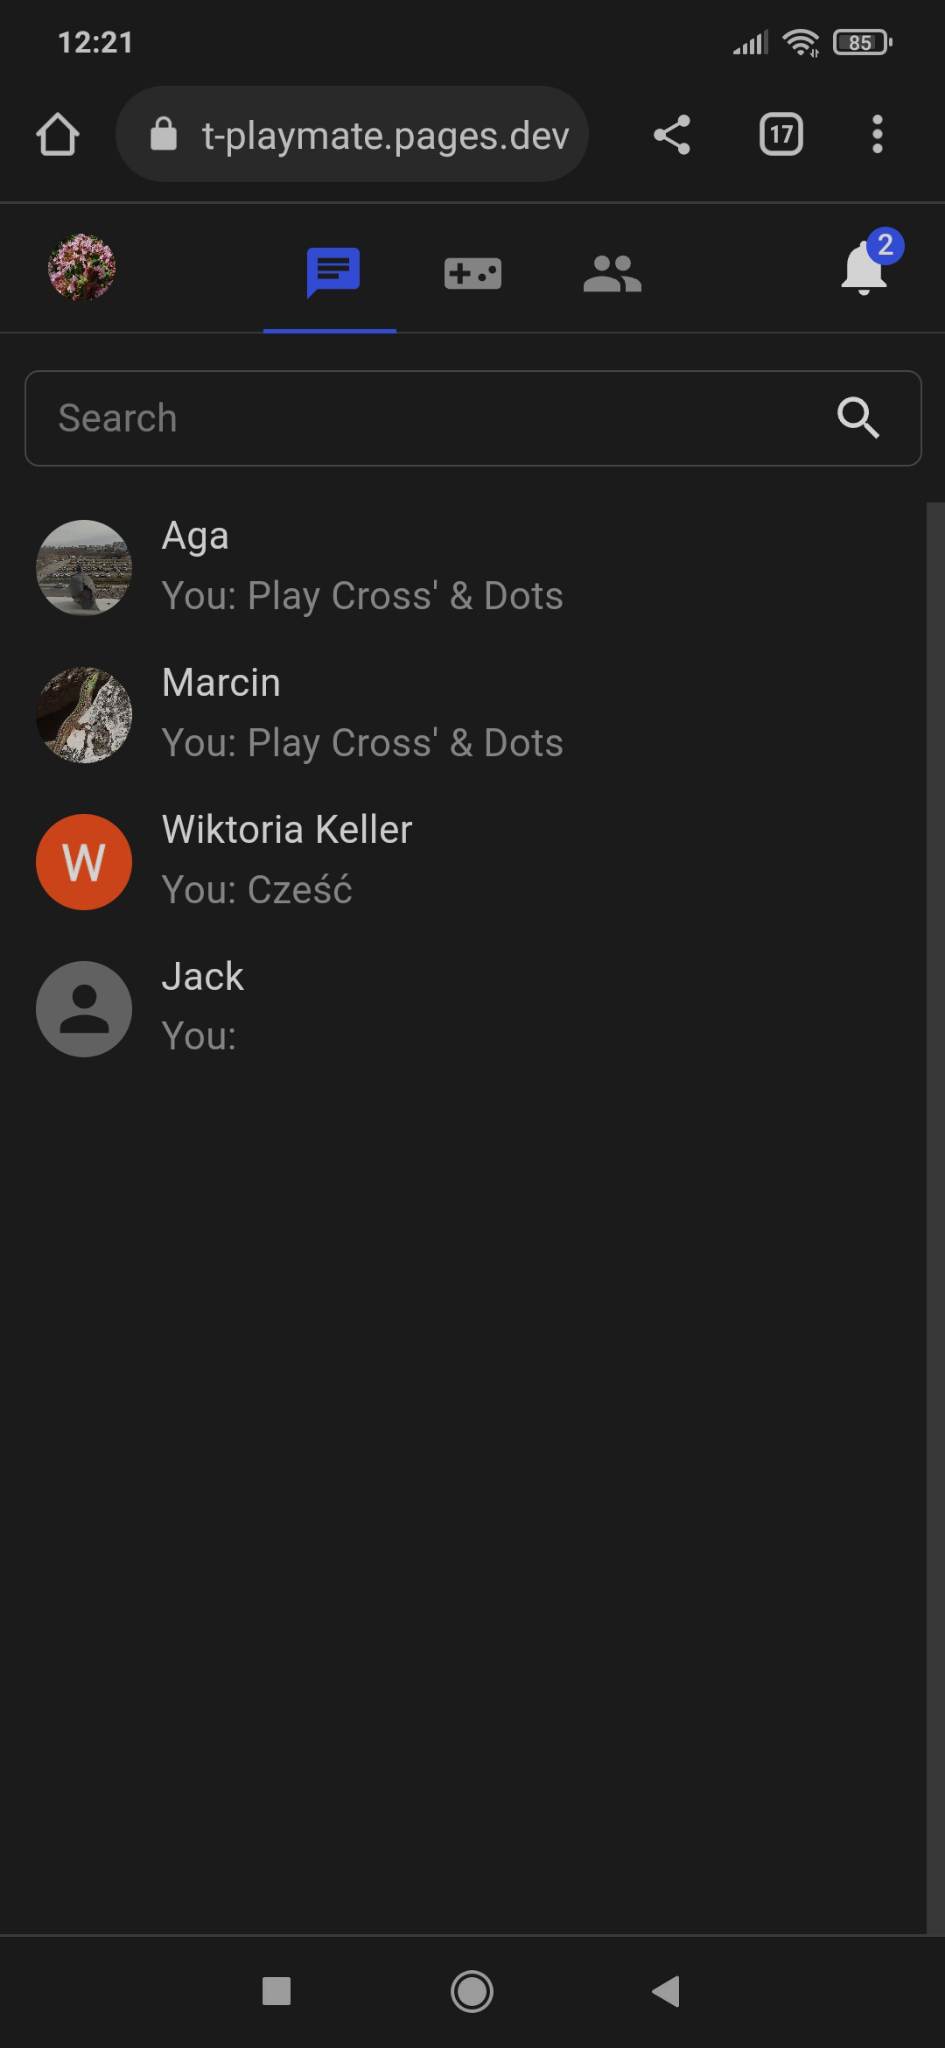 12:21
85
t-playmate.pages.dev
17
2
Search
Aga
You: Play Cross' & Dots
Marcin
You: Play Cross' & Dots
W
Wiktoria Keller
You: Cześć
Jack
You: